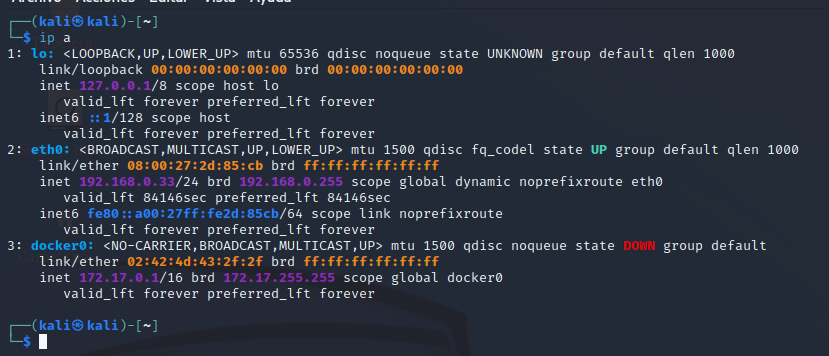 Archivo Acciones Editar Vista Ayuda
┌──(kali㉿kali)-[~]
└─$ ip a
1: lo: <LOOPBACK,UP,LOWER_UP> mtu 65536 qdisc noqueue state UNKNOWN group default qlen 1000
    link/loopback 00:00:00:00:00:00 brd 00:00:00:00:00:00
    inet 127.0.0.1/8 scope host lo
       valid_lft forever preferred_lft forever
    inet6 ::1/128 scope host
       valid_lft forever preferred_lft forever
2: eth0: <BROADCAST,MULTICAST,UP,LOWER_UP> mtu 1500 qdisc fq_codel state UP group default qlen 1000
    link/ether 08:00:27:2d:85:cb brd ff:ff:ff:ff:ff:ff
    inet 192.168.0.33/24 brd 192.168.0.255 scope global dynamic noprefixroute eth0
       valid_lft 84146sec preferred_lft 84146sec
    inet6 fe80::a00:27ff:fe2d:85cb/64 scope link noprefixroute
       valid_lft forever preferred_lft forever
3: docker0: <NO-CARRIER,BROADCAST,MULTICAST,UP> mtu 1500 qdisc noqueue state DOWN group default
    link/ether 02:42:4d:43:2f:2f brd ff:ff:ff:ff:ff:ff
    inet 172.17.0.1/16 brd 172.17.255.255 scope global docker0
       valid_lft forever preferred_lft forever
┌──(kali㉿kali)-[~]
└─$